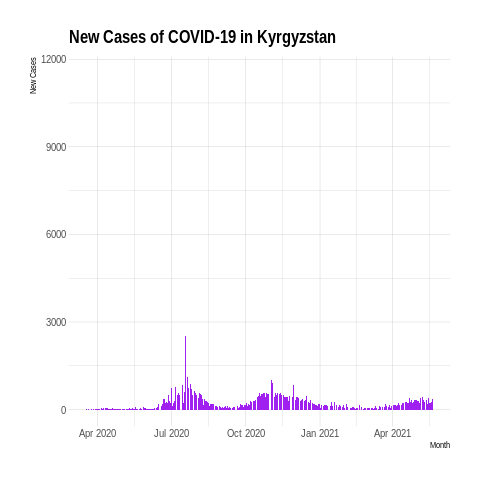 New Cases of COVID-19 in Kyrgyzstan
New Cases
12000
9000
6000
3000
0
Apr 2020 Jul 2020 Oct 2020 Jan 2021 Apr 2021
Month